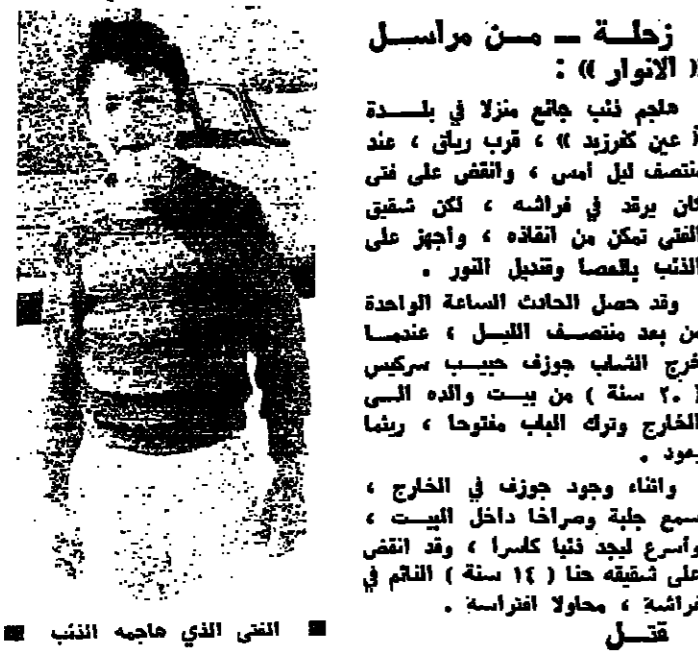 زحلة ــ من مراسل
« الانوار » :
هاجم ذئب جائع منزلا في بلدة
« عين كفرزبد » ، قرب رياق ، عند
منتصف ليل امس ، وانقض على فتى
كان يرقد في فراشه ، لكن شقيق
الفتى تمكن من انقاذه ، وأجهز على
الذئب بالعصا وقنديل النور .
وقد حصل الحادث الساعة الواحدة
من بعد منتصف الليل ، عندما
خرج الشاب جوزف حبيب سركيس
( ٢٠ سنة ) من بيت والده الى
الخارج وترك الباب مفتوحا ، ريثما
يعود .
واثناء وجود جوزف في الخارج ،
سمع جلبة وصراخا داخل البيت ،
وأسرع ليجد ذئبا كاسرا ، وقد انقض
على شقيقه حنا ( ١٤ سنة ) النائم في
فراشه ، محاولا افتراسه .
قتل
الفتى الذي هاجمه الذئب